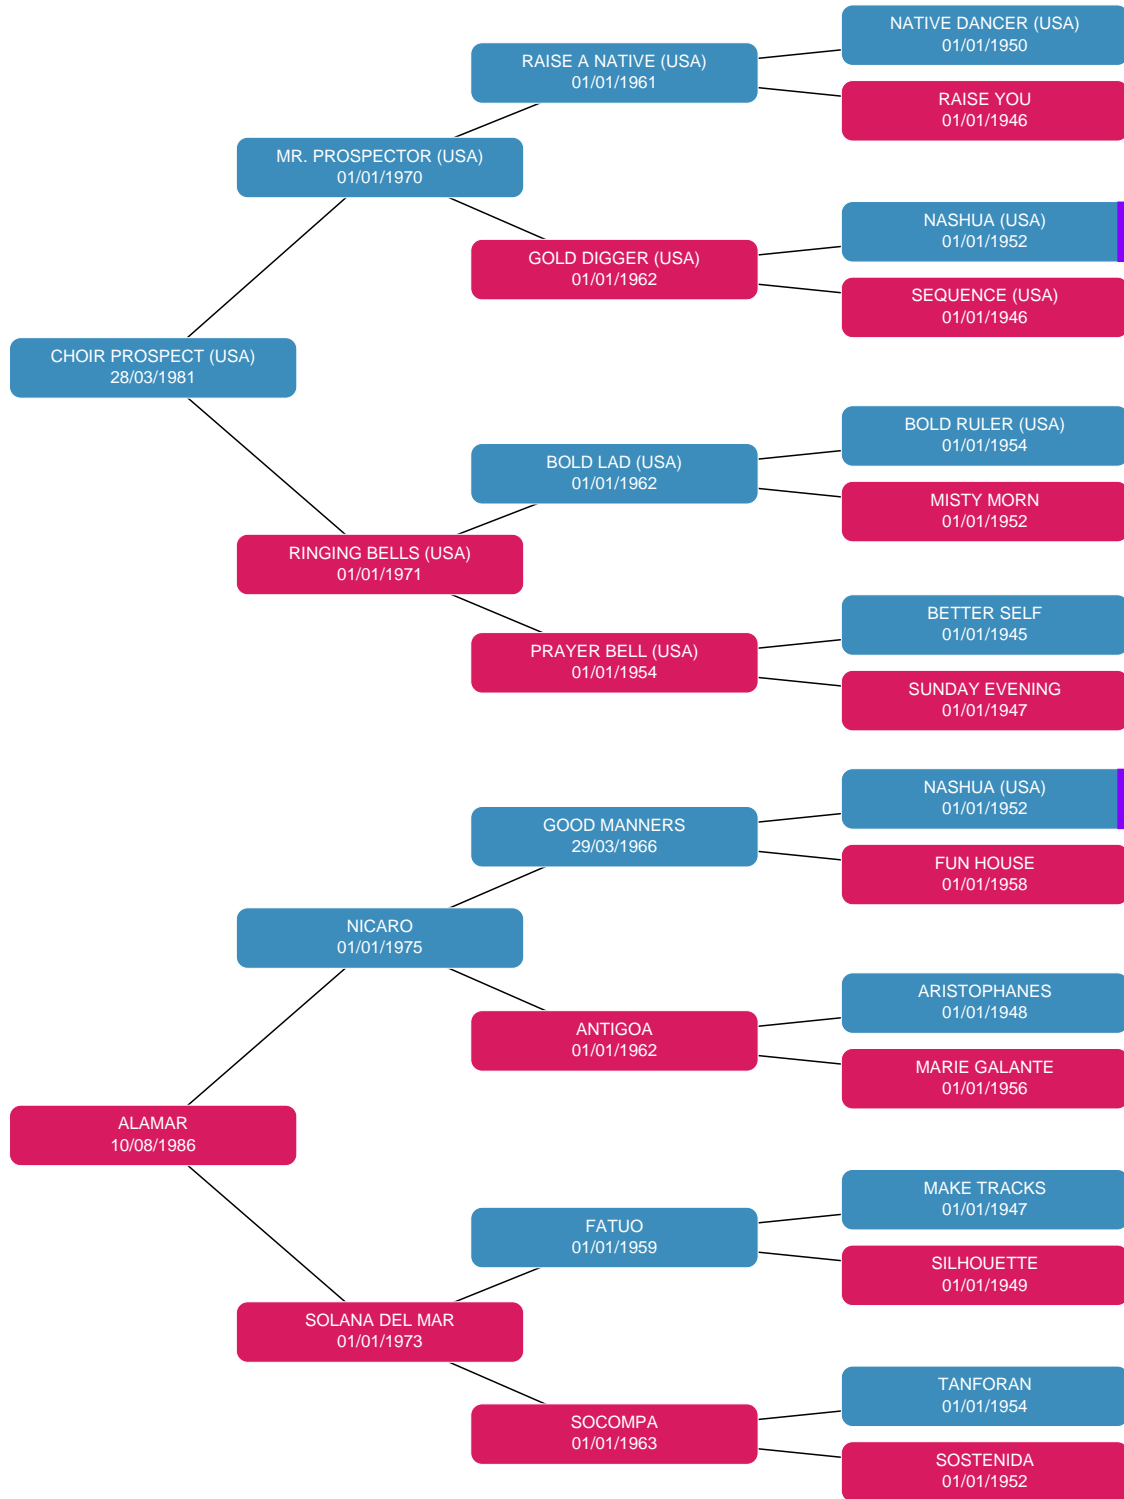 NATIVE DANCER (USA)
01/01/1950
RAISE A NATIVE (USA)
01/01/1961
RAISE YOU
01/01/1946
MR. PROSPECTOR (USA)
01/01/1970
NASHUA (USA)
01/01/1952
GOLD DIGGER (USA)
01/01/1962
SEQUENCE (USA)
01/01/1946
CHOIR PROSPECT (USA)
28/03/1981
BOLD RULER (USA)
01/01/1954
BOLD LAD (USA)
01/01/1962
MISTY MORN
01/01/1952
RINGING BELLS (USA)
01/01/1971
BETTER SELF
01/01/1945
PRAYER BELL (USA)
01/01/1954
SUNDAY EVENING
01/01/1947
NASHUA (USA)
01/01/1952
GOOD MANNERS
29/03/1966
FUN HOUSE
01/01/1958
NICARO
01/01/1975
ARISTOPHANES
01/01/1948
ANTIGOA
01/01/1962
MARIE GALANTE
01/01/1956
ALAMAR
10/08/1986
MAKE TRACKS
01/01/1947
FATUO
01/01/1959
SILHOUETTE
01/01/1949
SOLANA DEL MAR
01/01/1973
TANFORAN
01/01/1954
SOCOMPA
01/01/1963
SOSTENIDA
01/01/1952